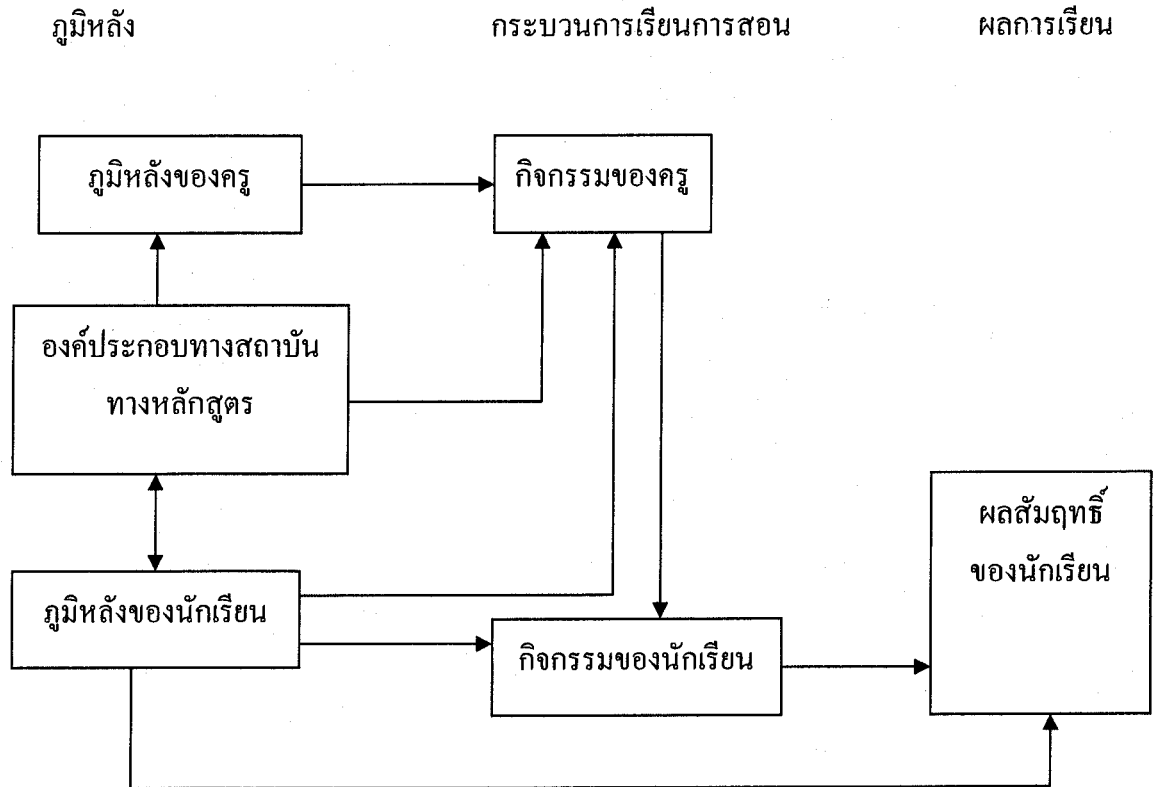 ภูมิหลัง
กระบวนการเรียนการสอน
ผลการเรียน
ภูมิหลังของครู
กิจกรรมของครู
องค์ประกอบทางสถาบัน
ทางหลักสูตร
ผลสัมฤทธิ์
ของนักเรียน
ภูมิหลังของนักเรียน
กิจกรรมของนักเรียน